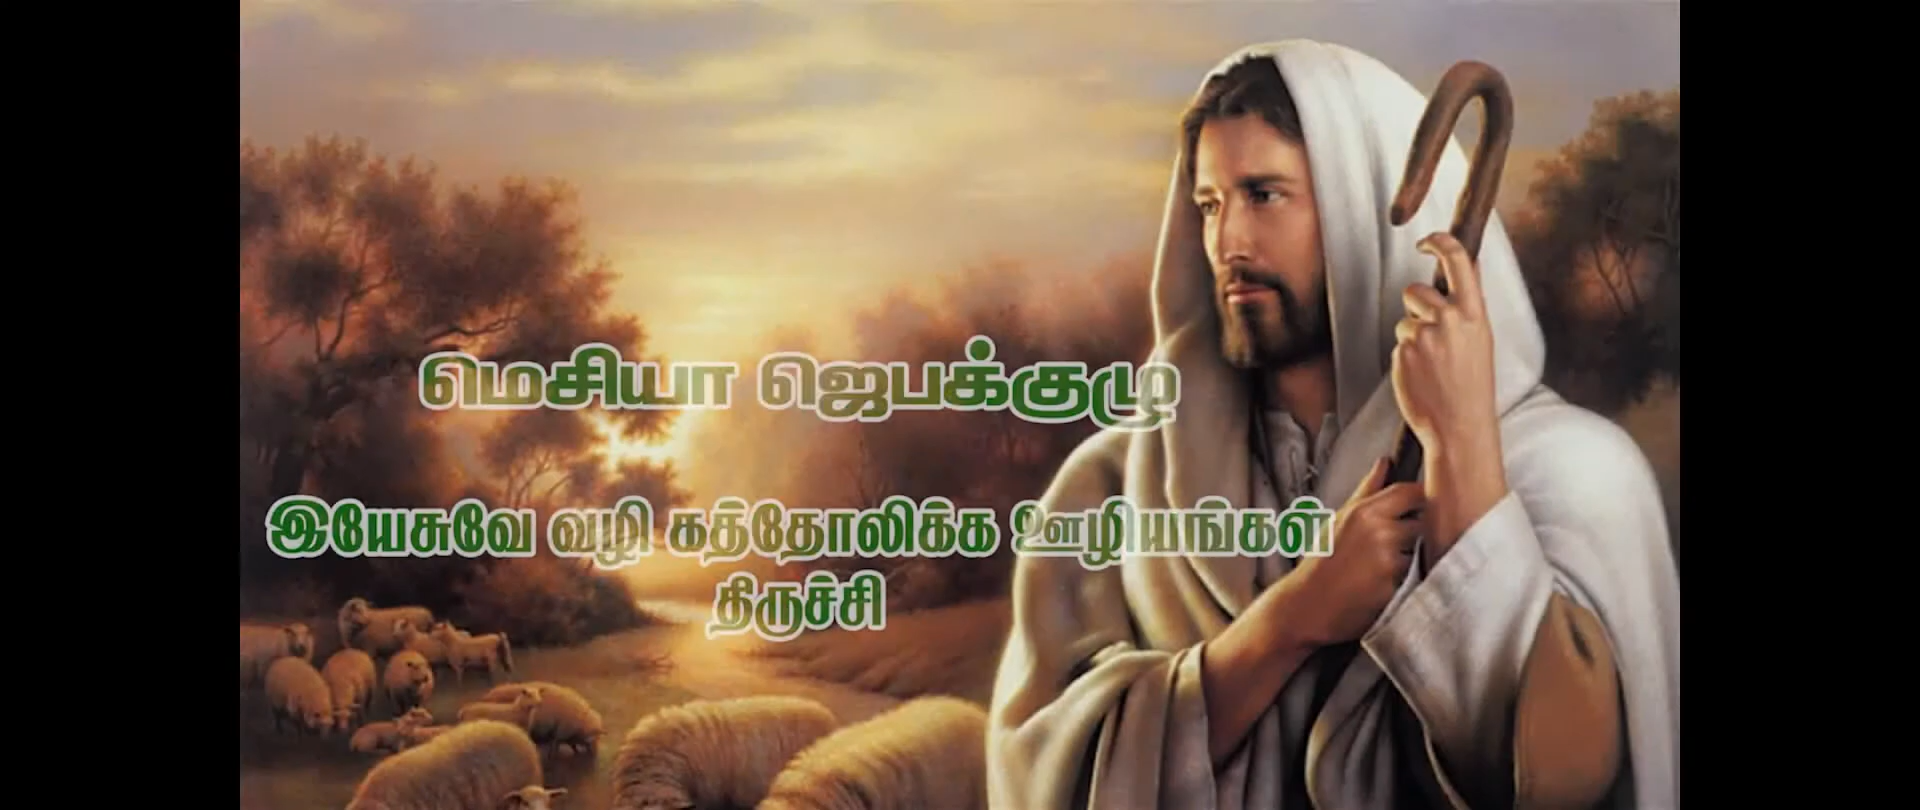 மெசியா ஜெபக்குழு
இயேசுவே வழி கத்தோலிக்க ஊழியங்கள்
திருச்சி